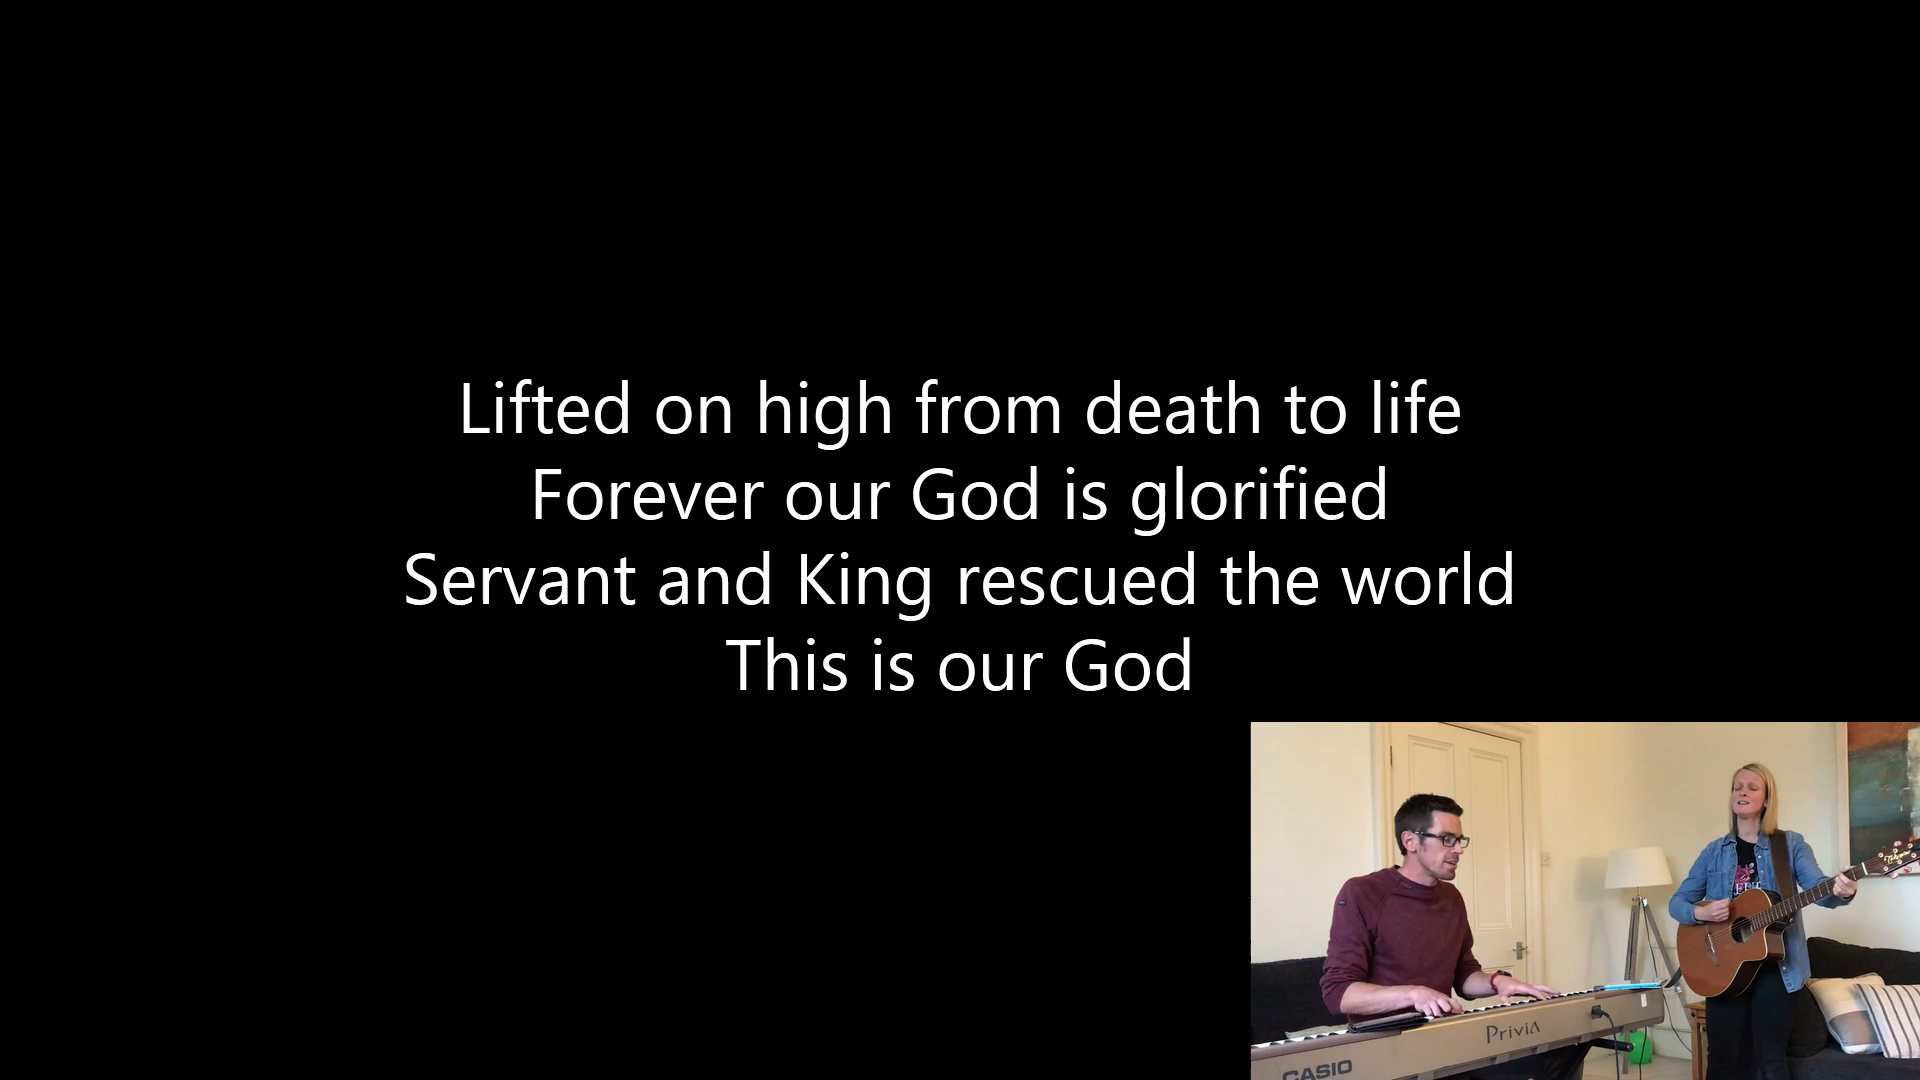 Lifted on high from death to life
Forever our God is glorified
Servant and King rescued the world
This is our God
Privia
CASIO